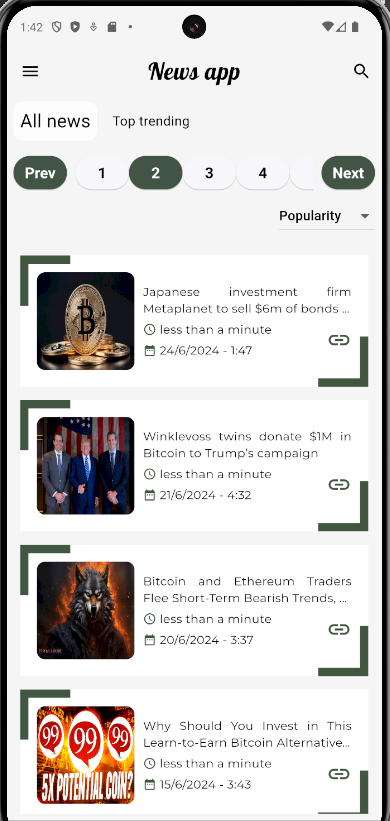 1:42
News app
All news
Top trending
Prev
1
2
3
4
Next
Popularity
Japanese investment firm
Metaplanet to sell $6m of bonds ...
less than a minute
24/6/2024 - 1:47
Winklevoss twins donate $1M in
Bitcoin to Trump's campaign
less than a minute
21/6/2024 - 4:32
Bitcoin and Ethereum Traders
Flee Short-Term Bearish Trends, ...
less than a minute
20/6/2024 - 3:37
99
99
99
5X POTENTIAL COIN?
Why Should You Invest in This
Learn-to-Earn Bitcoin Alternative...
less than a minute
15/6/2024 - 3:43